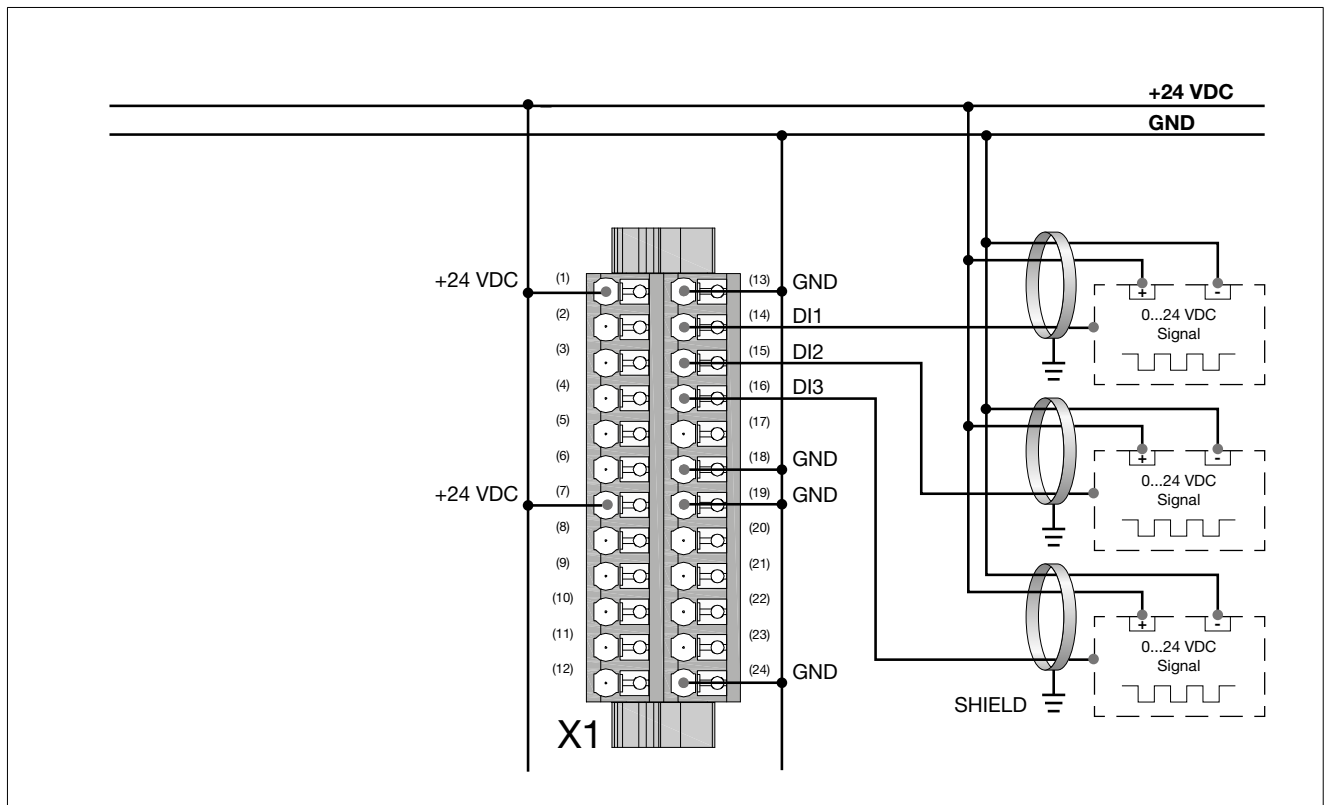 +24 VDC
GND
+24 VDC (1) (13) GND
(2) (14) DI1
(3) (15) DI2
(4) (16) DI3
(5) (17)
(6) (18) GND
+24 VDC (7) (19) GND
(8) (20)
(9) (21)
(10) (22)
(11) (23)
(12) (24) GND
X1
+ -
0...24 VDC
Signal
+ -
0...24 VDC
Signal
+ -
0...24 VDC
Signal
SHIELD